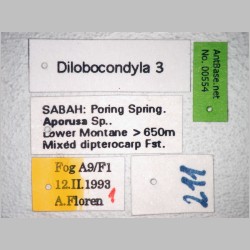 Dilobocondyla 3
AntBase.net
No. 00554
SABAH: Poring Spring.
Aporusa Sp..
Lower Montane > 650m
Mixed dipterocarp Fst.
Fog A9/F1
12.II.1993
A.Floren 1
211